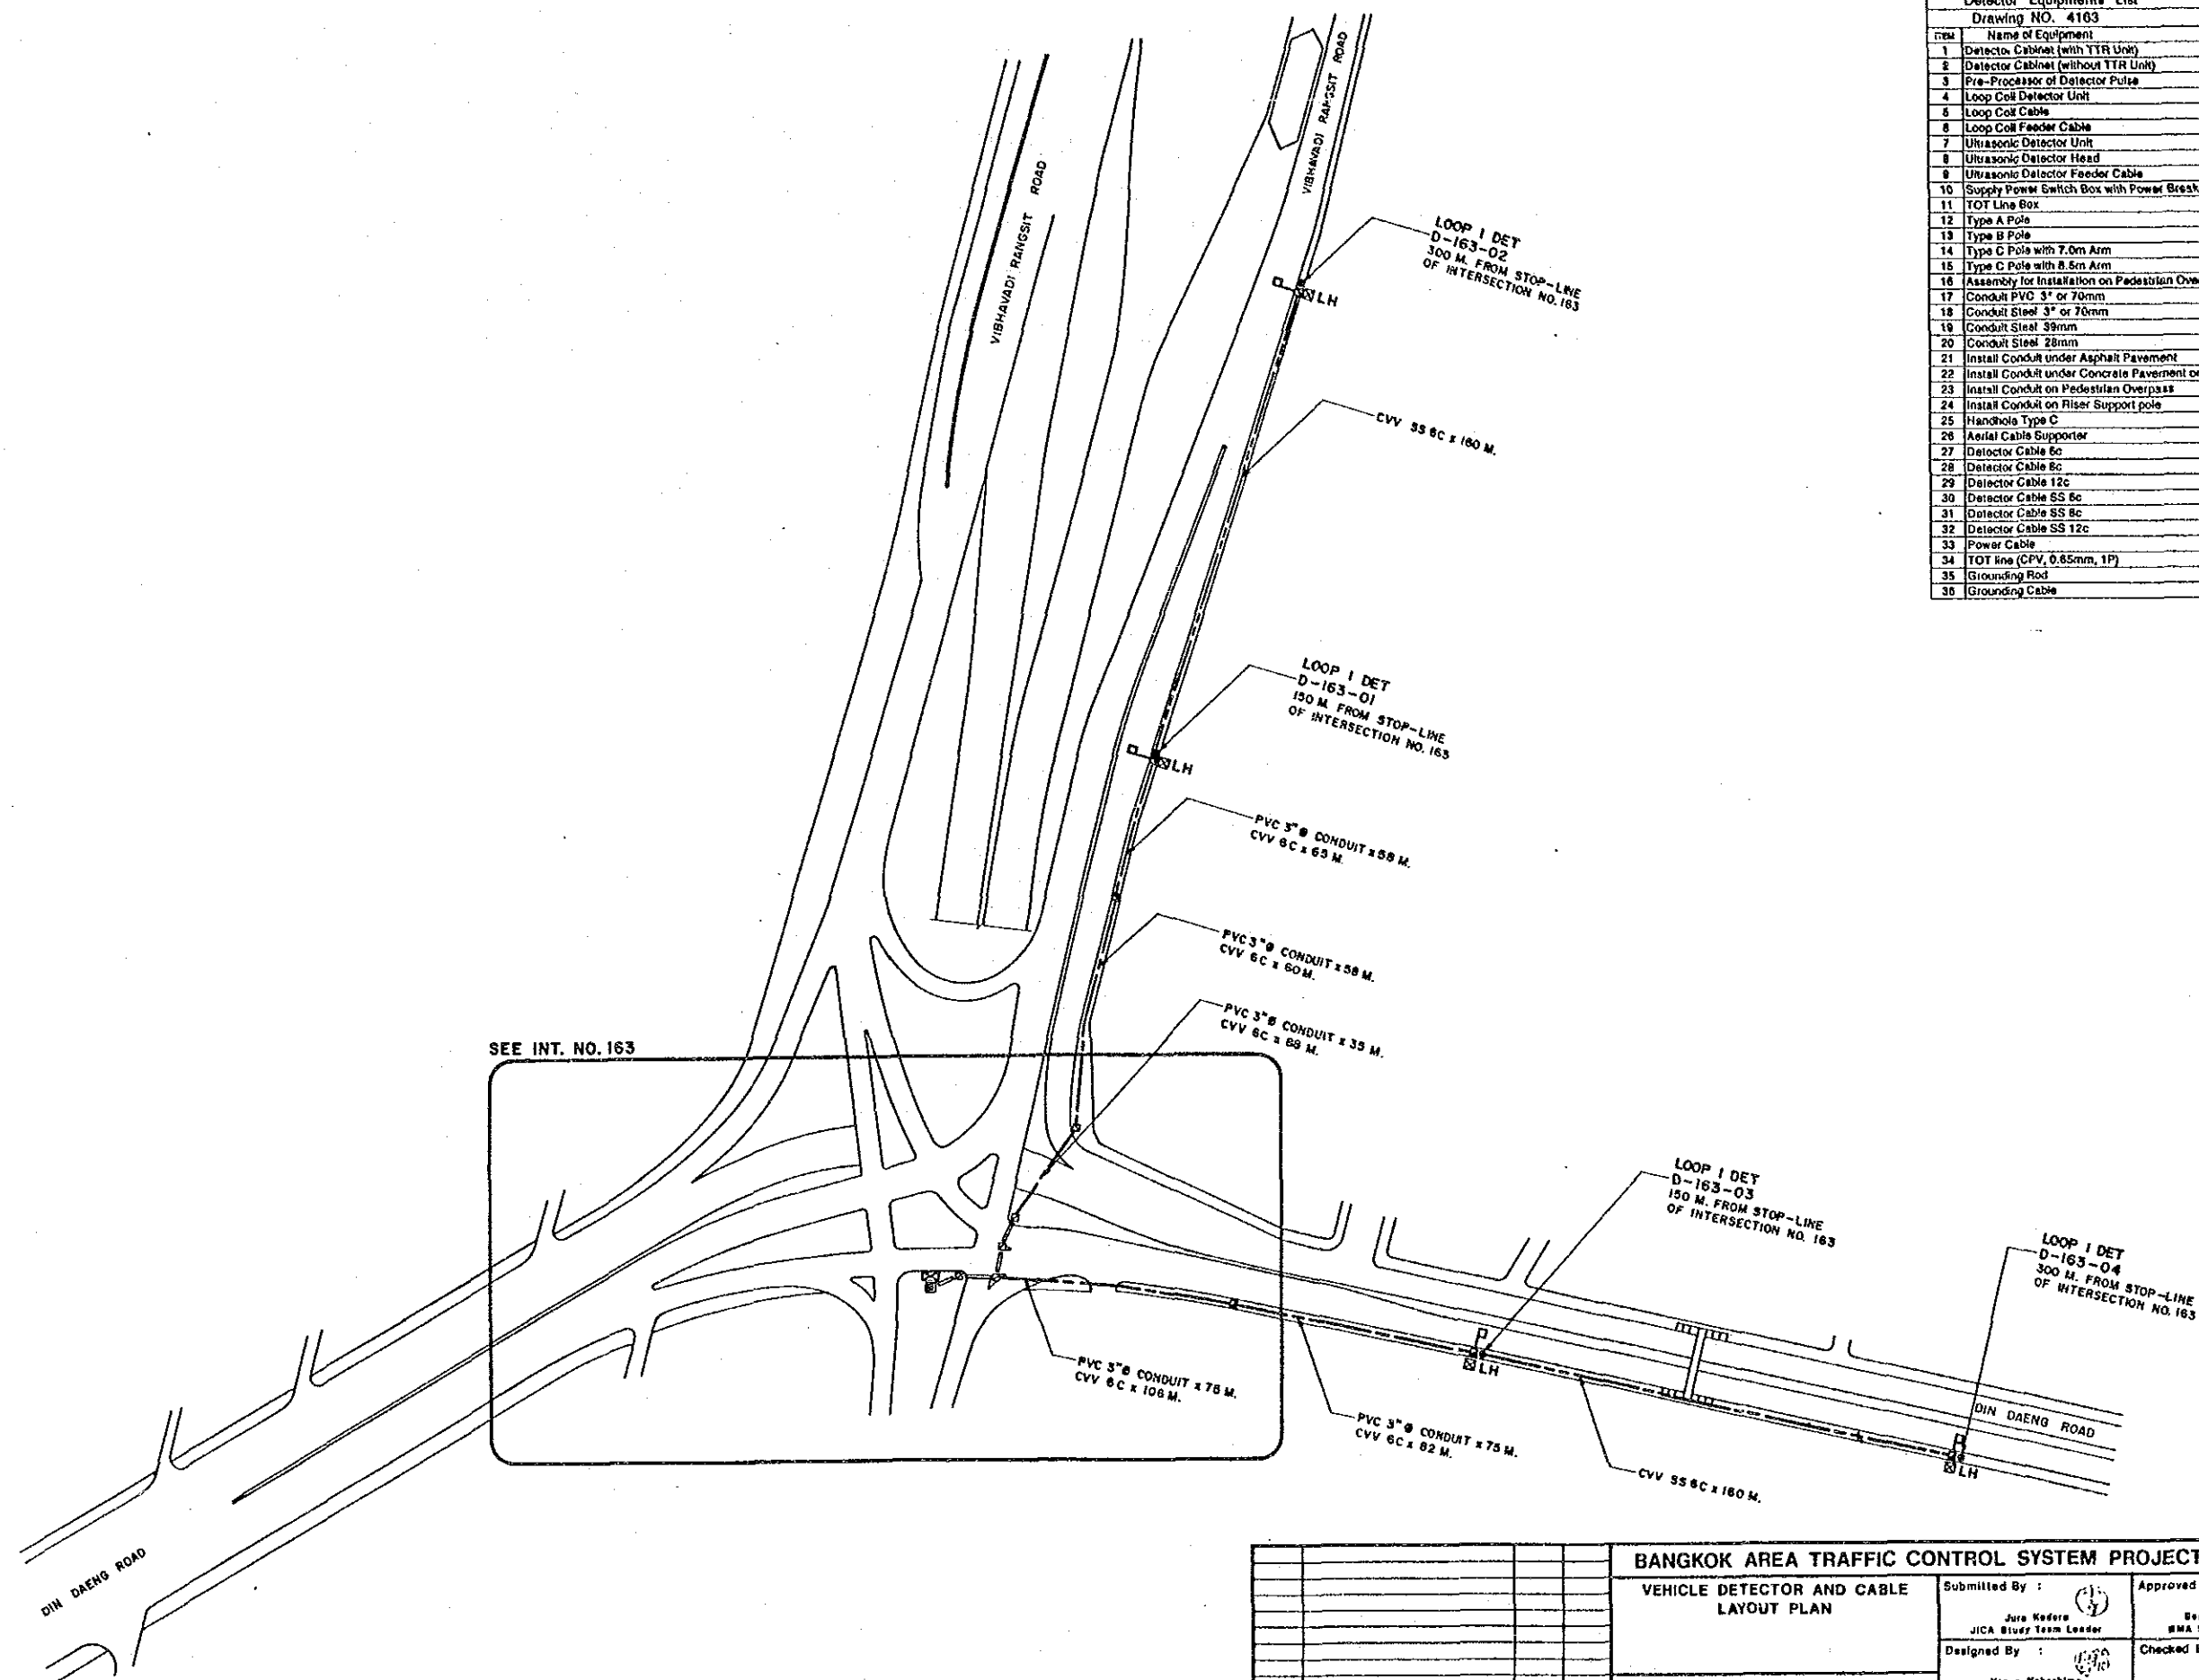 Detector Equipments List
Drawing NO. 4163
ITEM Name of Equipment
1 Detector Cabinet (with TTR Unit)
2 Detector Cabinet (without TTR Unit)
3 Pre-Processor of Detector Pulse
4 Loop Coil Detector Unit
5 Loop Coil Cable
6 Loop Coil Feeder Cable
7 Ultrasonic Detector Unit
8 Ultrasonic Detector Head
9 Ultrasonic Detector Feeder Cable
10 Supply Power Switch Box with Power Break
11 TOT Line Box
12 Type A Pole
13 Type B Pole
14 Type C Pole with 7.0m Arm
15 Type C Pole with 8.5m Arm
16 Assembly for Installation on Pedestrian Ove
17 Conduit PVC 3" or 70mm
18 Conduit Steel 3" or 70mm
19 Conduit Steel 39mm
20 Conduit Steel 28mm
21 Install Conduit under Asphalt Pavement
22 Install Conduit under Concrete Pavement or
23 Install Conduit on Pedestrian Overpass
24 Install Conduit on Riser Support pole
25 Handhole Type C
26 Aerial Cable Supporter
27 Detector Cable 6c
28 Detector Cable 8c
29 Detector Cable 12c
30 Detector Cable SS 6c
31 Detector Cable SS 8c
32 Detector Cable SS 12c
33 Power Cable
34 TOT line (CPV, 0.65mm, 1P)
35 Grounding Rod
36 Grounding Cable
VIBHAVADI RANGSIT ROAD
VIBHAVADI RANGSIT ROAD
LOOP 1 DET
D-163-02
300 M. FROM STOP-LINE
OF INTERSECTION NO. 163
LH
CVV SS 6C x 160 M.
LOOP 1 DET
D-163-01
150 M. FROM STOP-LINE
OF INTERSECTION NO. 163
LH
PVC 3"Ø CONDUIT x 58 M.
CVV 6C x 65 M.
PVC 3"Ø CONDUIT x 58 M.
CVV 6C x 60 M.
PVC 3"Ø CONDUIT x 35 M.
CVV 6C x 68 M.
SEE INT. NO. 163
LOOP 1 DET
D-163-03
150 M. FROM STOP-LINE
OF INTERSECTION NO. 163
LH
LOOP 1 DET
D-163-04
300 M. FROM STOP-LINE
OF INTERSECTION NO. 163
LH
PVC 3"Ø CONDUIT x 76 M.
CVV 6C x 106 M.
PVC 3"Ø CONDUIT x 75 M.
CVV 6C x 82 M.
CVV SS 6C x 160 M.
DIN DAENG ROAD
DIN DAENG ROAD
BANGKOK AREA TRAFFIC CONTROL SYSTEM PROJECT
VEHICLE DETECTOR AND CABLE
LAYOUT PLAN
Submitted By :
JICA Study Team Leader
Approved
BMA
Designed By :
Checked